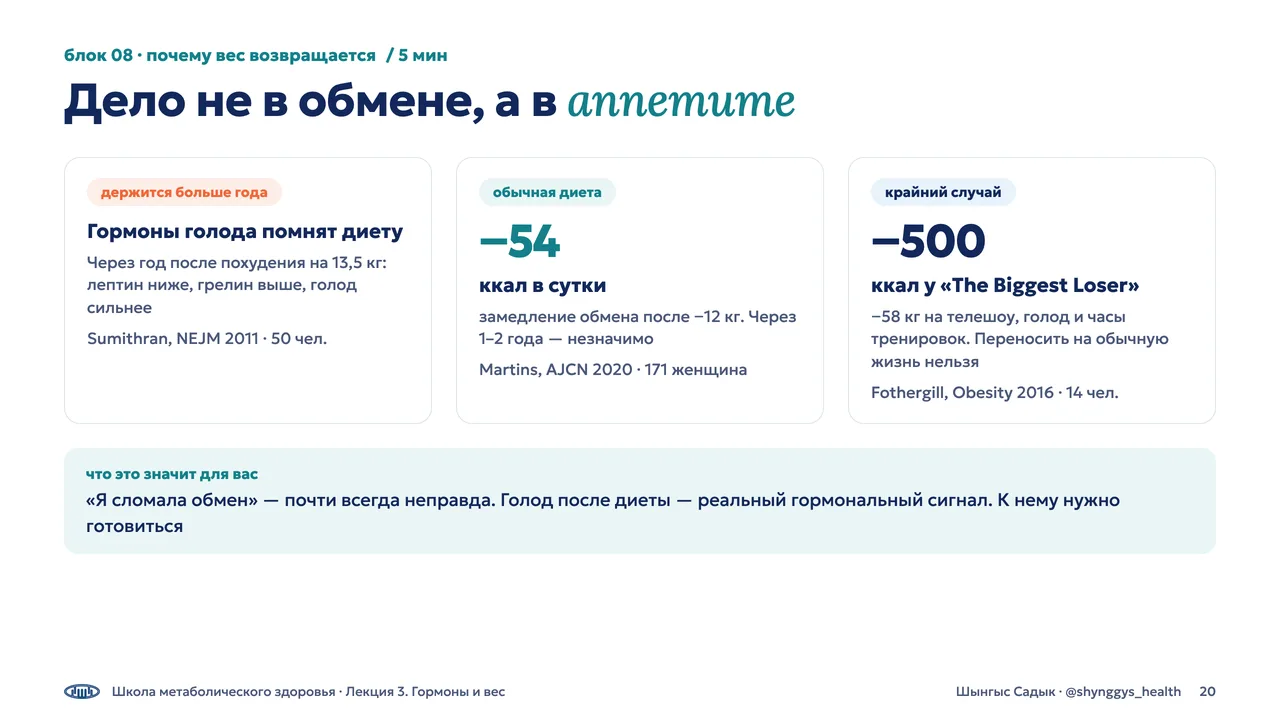 блок 08 · почему вес возвращается / 5 мин
Дело не в обмене, а в аппетите
держится больше года
Гормоны голода помнят диету
Через год после похудения на 13,5 кг:
лептин ниже, грелин выше, голод
сильнее
Sumithran, NEJM 2011 · 50 чел.
обычная диета
−54
ккал в сутки
замедление обмена после −12 кг. Через
1–2 года — незначимо
Martins, AJCN 2020 · 171 женщина
крайний случай
−500
ккал у «The Biggest Loser»
−58 кг на телешоу, голод и часы
тренировок. Переносить на обычную
жизнь нельзя
Fothergill, Obesity 2016 · 14 чел.
что это значит для вас
«Я сломала обмен» — почти всегда неправда. Голод после диеты — реальный гормональный сигнал. К нему нужно
готовиться
Школа метаболического здоровья · Лекция 3. Гормоны и вес
Шынгыс Садык · @shynggys_health 20